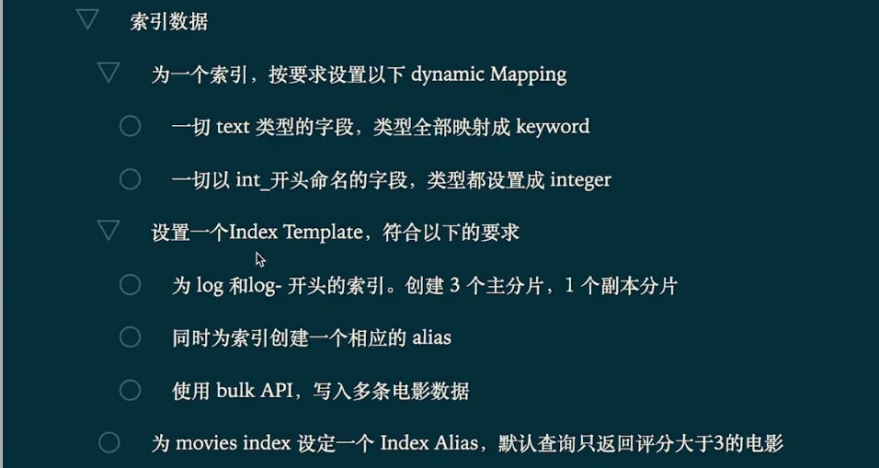 索引数据
为一个索引，按要求设置以下 dynamic Mapping
一切 text 类型的字段，类型全部映射成 keyword
一切以 int_开头命名的字段，类型都设置成 integer
设置一个Index Template，符合以下的要求
为 log 和log- 开头的索引。创建 3 个主分片，1 个副本分片
同时为索引创建一个相应的 alias
使用 bulk API，写入多条电影数据
为 movies index 设定一个 Index Alias，默认查询只返回评分大于3的电影